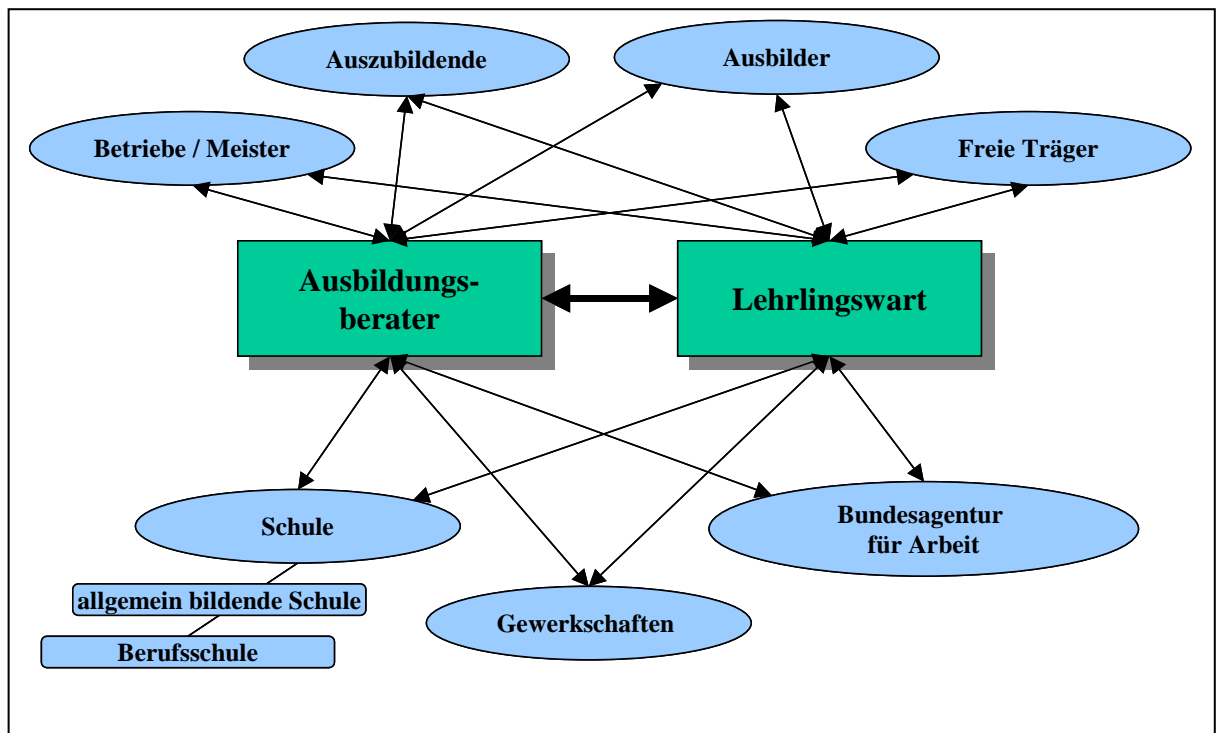 Auszubildende
Ausbilder
Betriebe / Meister
Freie Träger
Ausbildungs-
berater
Lehrlingswart
Schule
Bundesagentur
für Arbeit
allgemein bildende Schule
Gewerkschaften
Berufsschule